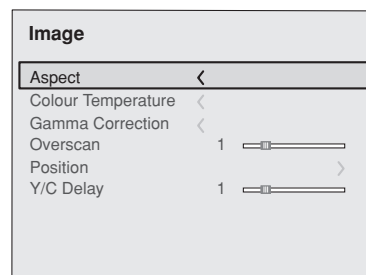 Image
Aspect
Colour Temperature
Gamma Correction
Overscan 1
Position
Y/C Delay 1